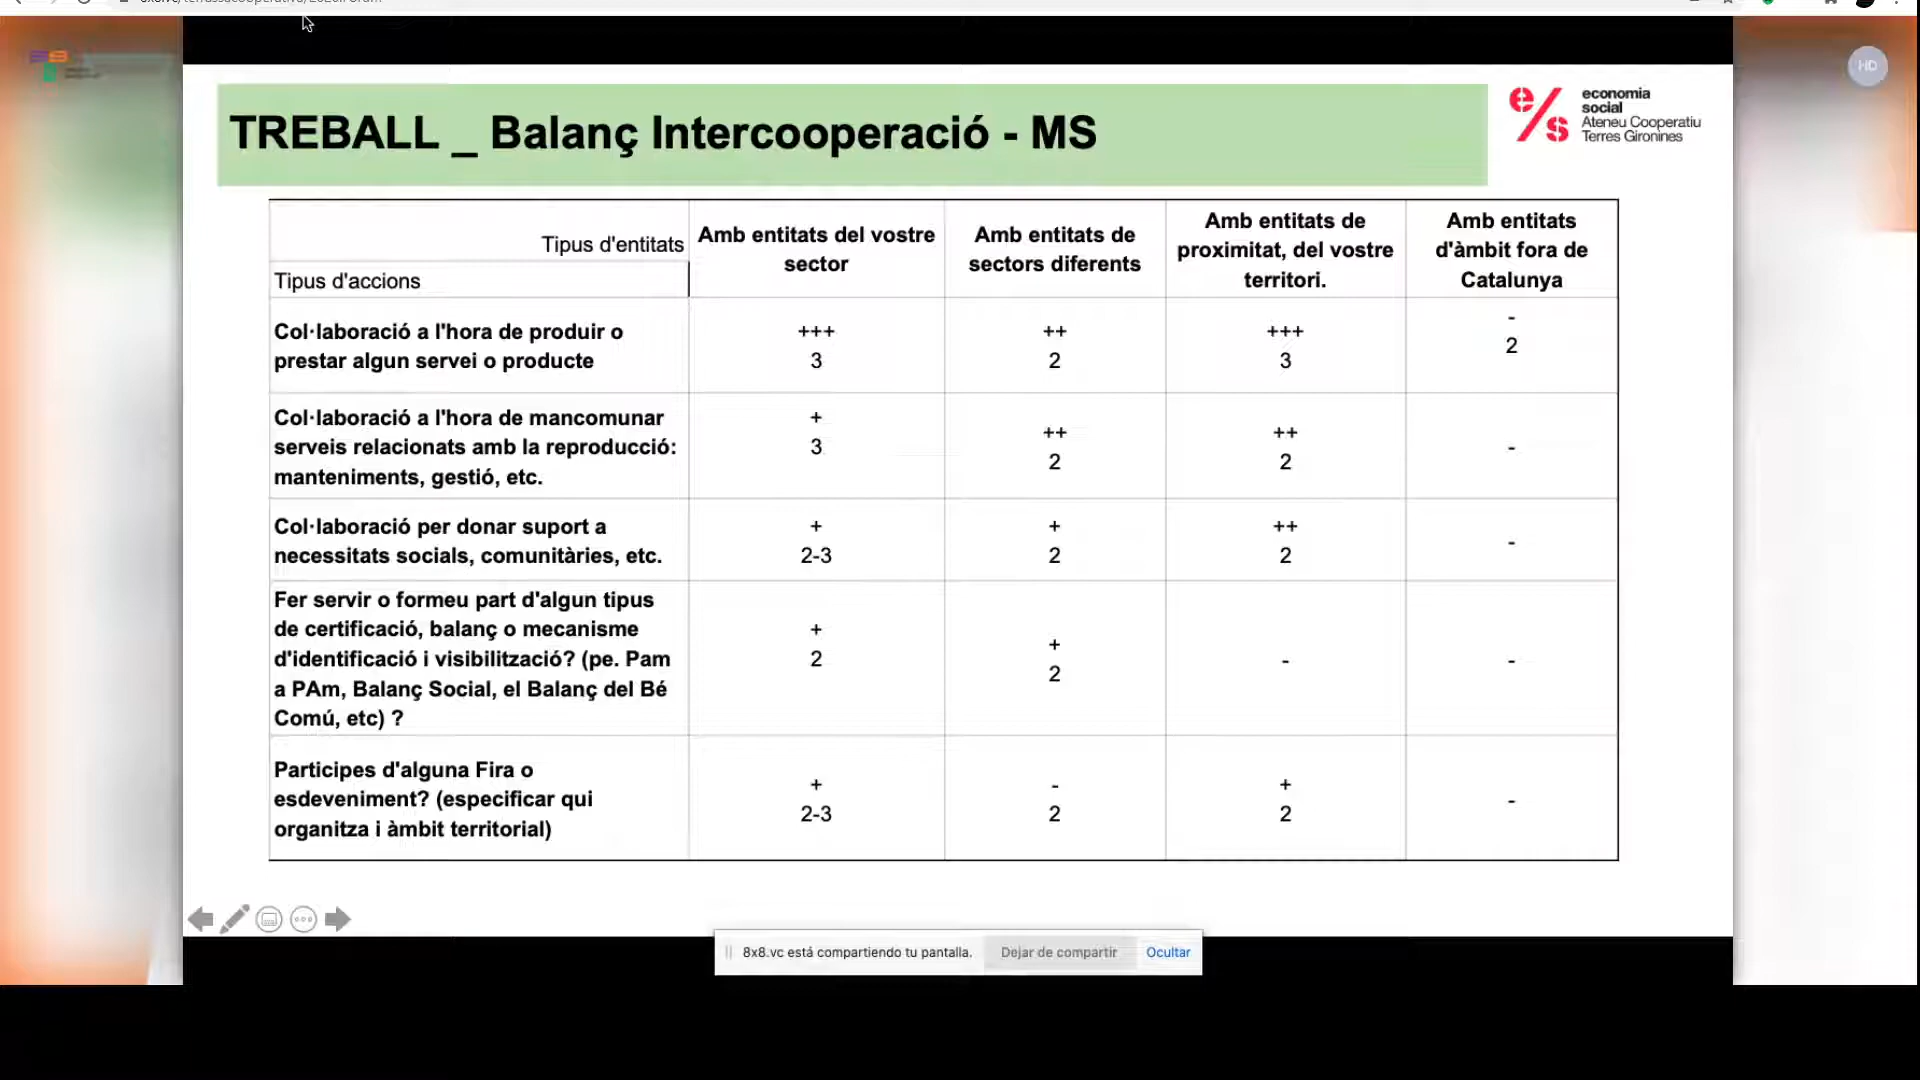 HD
TREBALL _ Balanç Intercooperació - MS
economia
social
Ateneu Cooperatiu
Terres Gironines
Tipus d'entitats
Tipus d'accions
Amb entitats del vostre
sector
Amb entitats de
sectors diferents
Amb entitats de
proximitat, del vostre
territori.
Amb entitats
d'àmbit fora de
Catalunya
Col·laboració a l'hora de produir o
prestar algun servei o producte
+++
3
++
2
+++
3
-
2
Col·laboració a l'hora de mancomunar
serveis relacionats amb la reproducció:
manteniments, gestió, etc.
+
3
++
2
++
2
-
Col·laboració per donar suport a
necessitats socials, comunitàries, etc.
+
2-3
+
2
++
2
-
Fer servir o formeu part d'algun tipus
de certificació, balanç o mecanisme
d'identificació i visibilització? (pe. Pam
a PAm, Balanç Social, el Balanç del Bé
Comú, etc) ?
+
2
+
2
-
-
Participes d'alguna Fira o
esdeveniment? (especificar qui
organitza i àmbit territorial)
+
2-3
-
2
+
2
-
8x8.vc está compartiendo tu pantalla.
Dejar de compartir
Ocultar